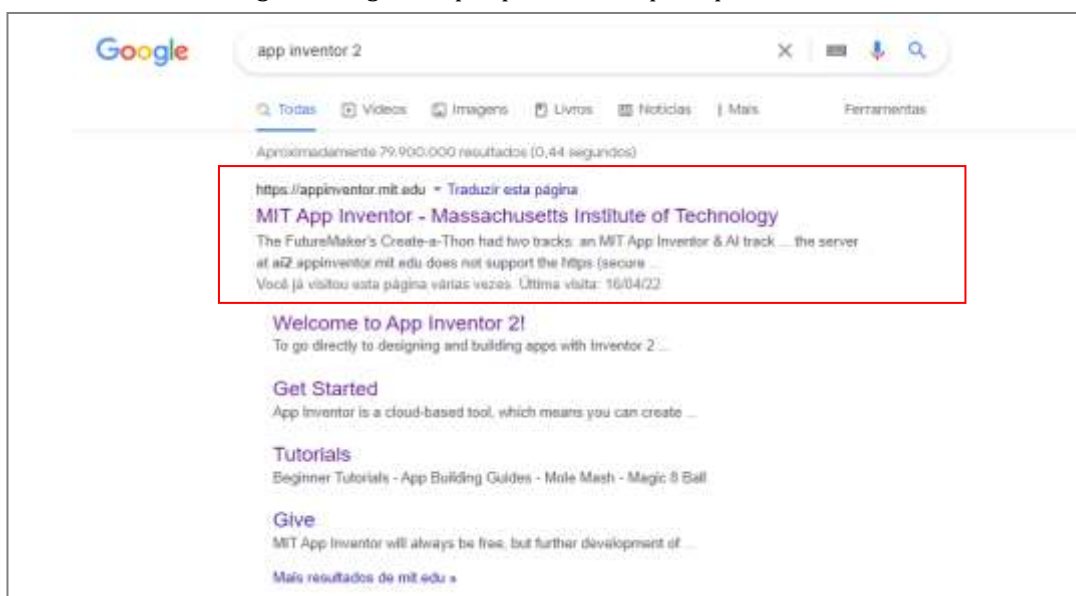 Google
app inventor 2
Todas Vídeos Imagens Livros Notícias Mais Ferramentas
Aproximadamente 79.900.000 resultados (0,44 segundos)
https://appinventor.mit.edu Traduzir esta página
MIT App Inventor - Massachusetts Institute of Technology
The FutureMaker's Create-a-Thon had two tracks: an MIT App Inventor & AI track ... the server
at ai2.appinventor.mit.edu does not support the https (secure ...
Você já visitou esta página várias vezes. Última visita: 16/04/22
Welcome to App Inventor 2!
To go directly to designing and building apps with Inventor 2 ...
Get Started
App Inventor is a cloud-based tool, which means you can create ...
Tutorials
Beginner Tutorials - App Building Guides - Mole Mash - Magic 8 Ball
Give
MIT App Inventor will always be free, but further development of ...
Mais resultados de mit.edu »